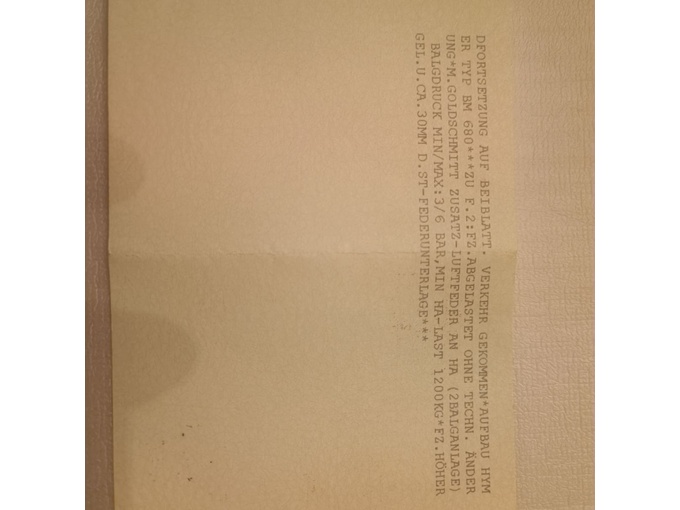 DFORTSETZUNG AUF BEIBLATT. VERKEHR GEKOMMEN*AUFBAU HYM
ER TYP BM 680***ZU F.2:FZ.ABGELASTET OHNE TECHN. ÄNDER
UNG*M.GOLDSCHMITT ZUSATZ-LUFTFEDER AN HA (2BALGANLAGE)
BALGDRUCK MIN/MAX:3/6 BAR,MIN HA-LAST 1200KG*FZ.HÖHER
GEL.U.CA.30MM D.ST-FEDERUNTERLAGE***